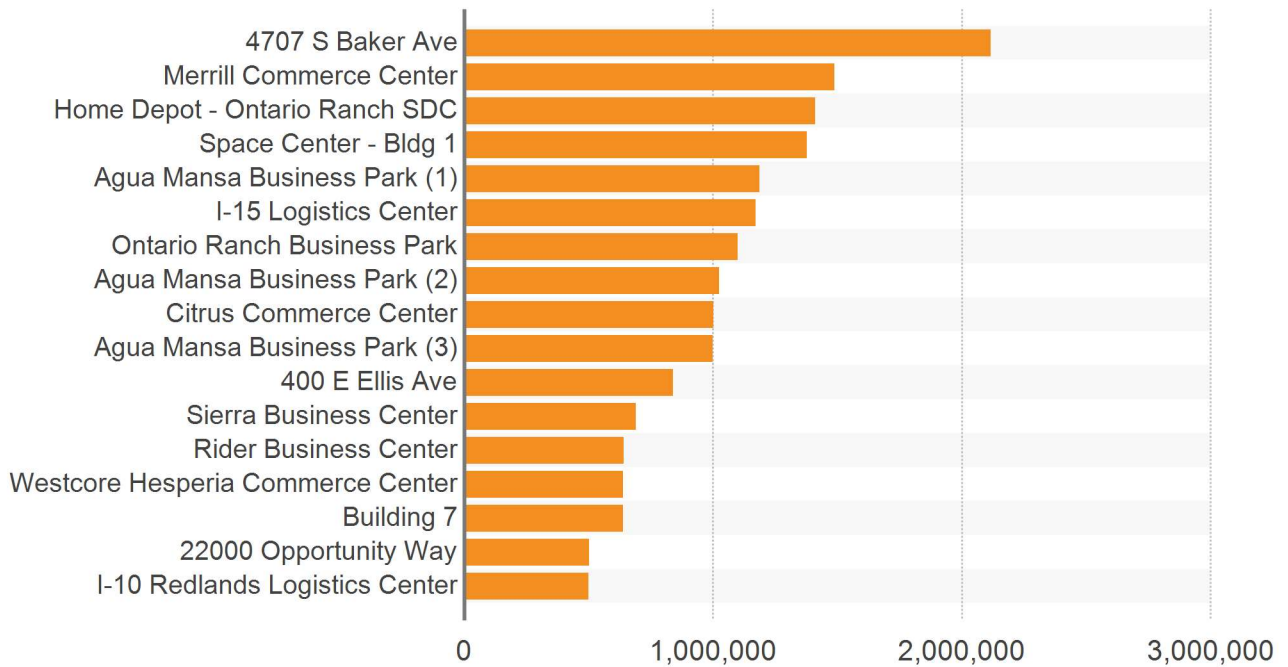 4707 S Baker Ave
Merrill Commerce Center
Home Depot - Ontario Ranch SDC
Space Center - Bldg 1
Agua Mansa Business Park (1)
I-15 Logistics Center
Ontario Ranch Business Park
Agua Mansa Business Park (2)
Citrus Commerce Center
Agua Mansa Business Park (3)
400 E Ellis Ave
Sierra Business Center
Rider Business Center
Westcore Hesperia Commerce Center
Building 7
22000 Opportunity Way
I-10 Redlands Logistics Center
0 1,000,000 2,000,000 3,000,000